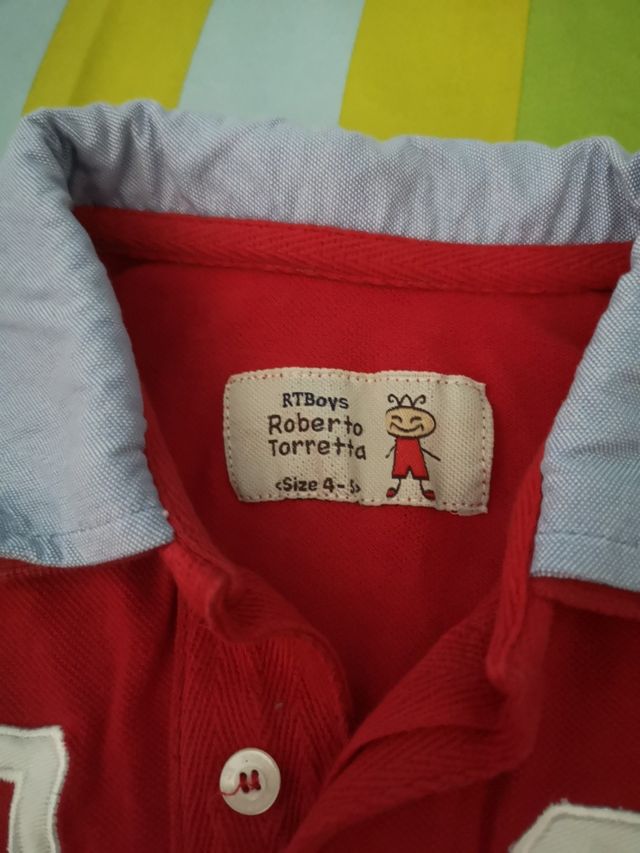 RTBoys
Roberto
Torretta
<Size 4 - 5>